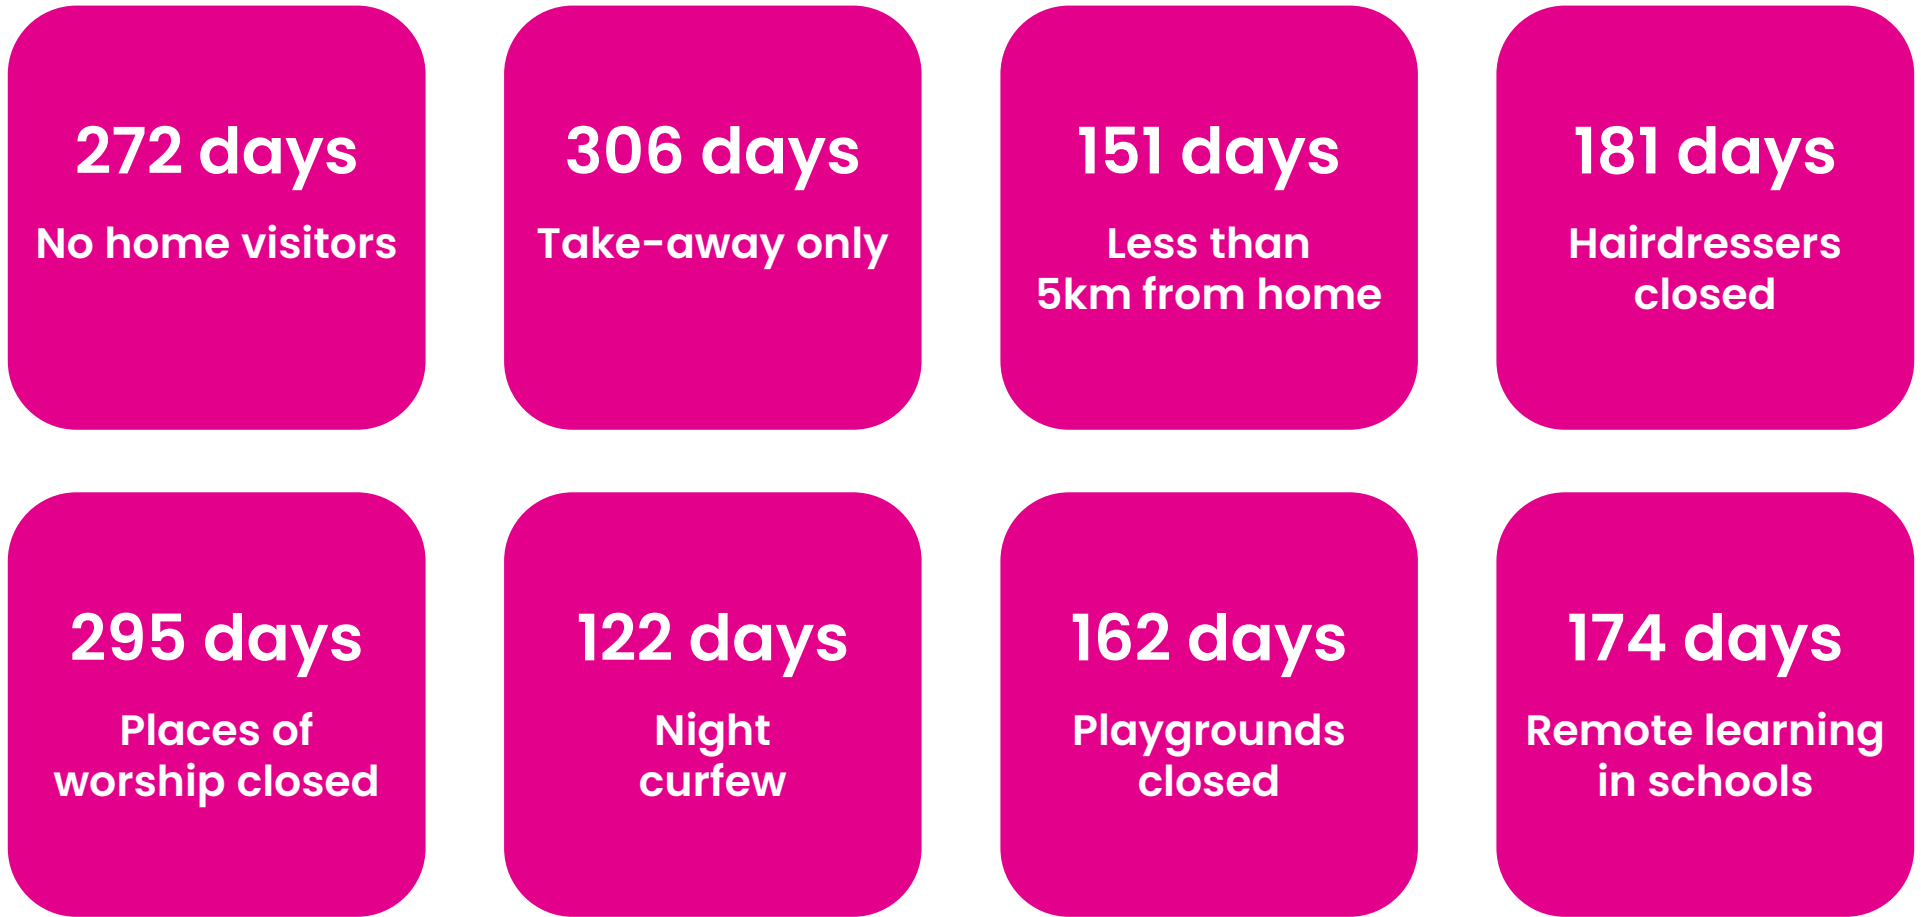 272 days
No home visitors
306 days
Take-away only
151 days
Less than
5km from home
181 days
Hairdressers
closed
295 days
Places of
worship closed
122 days
Night
curfew
162 days
Playgrounds
closed
174 days
Remote learning
in schools